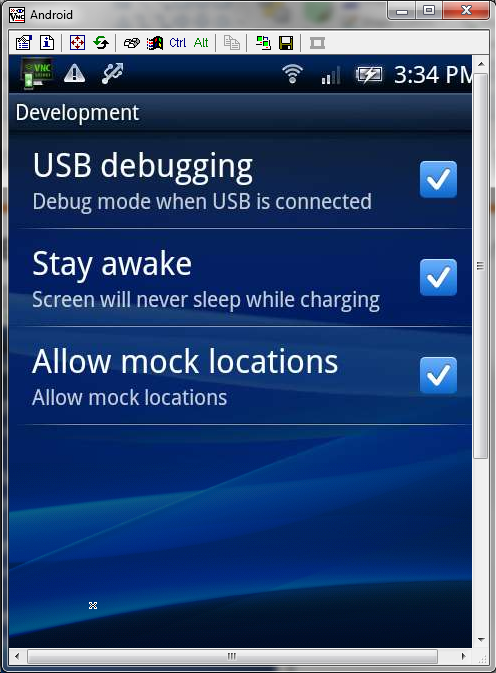 Android
Ctrl Alt
VNC
3:34 PM
Development
USB debugging
Debug mode when USB is connected
Stay awake
Screen will never sleep while charging
Allow mock locations
Allow mock locations